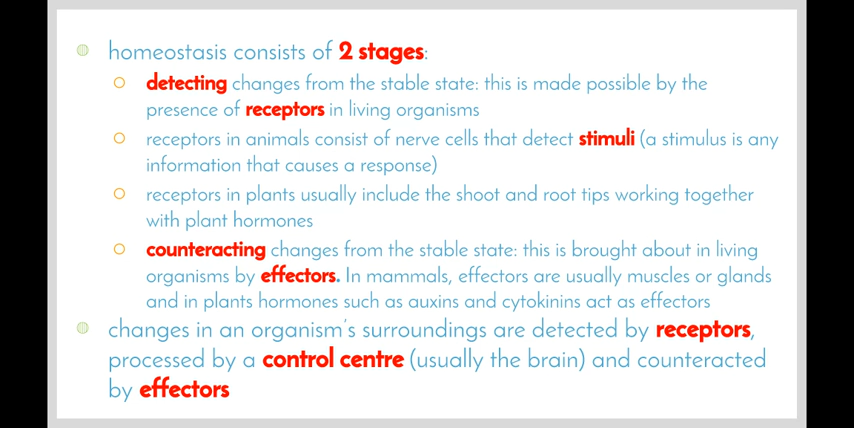 homeostasis consists of 2 stages:
detecting changes from the stable state: this is made possible by the
presence of receptors in living organisms
receptors in animals consist of nerve cells that detect stimuli (a stimulus is any
information that causes a response)
receptors in plants usually include the shoot and root tips working together
with plant hormones
counteracting changes from the stable state: this is brought about in living
organisms by effectors. In mammals, effectors are usually muscles or glands
and in plants hormones such as auxins and cytokinins act as effectors
changes in an organism's surroundings are detected by receptors,
processed by a control centre (usually the brain) and counteracted
by effectors